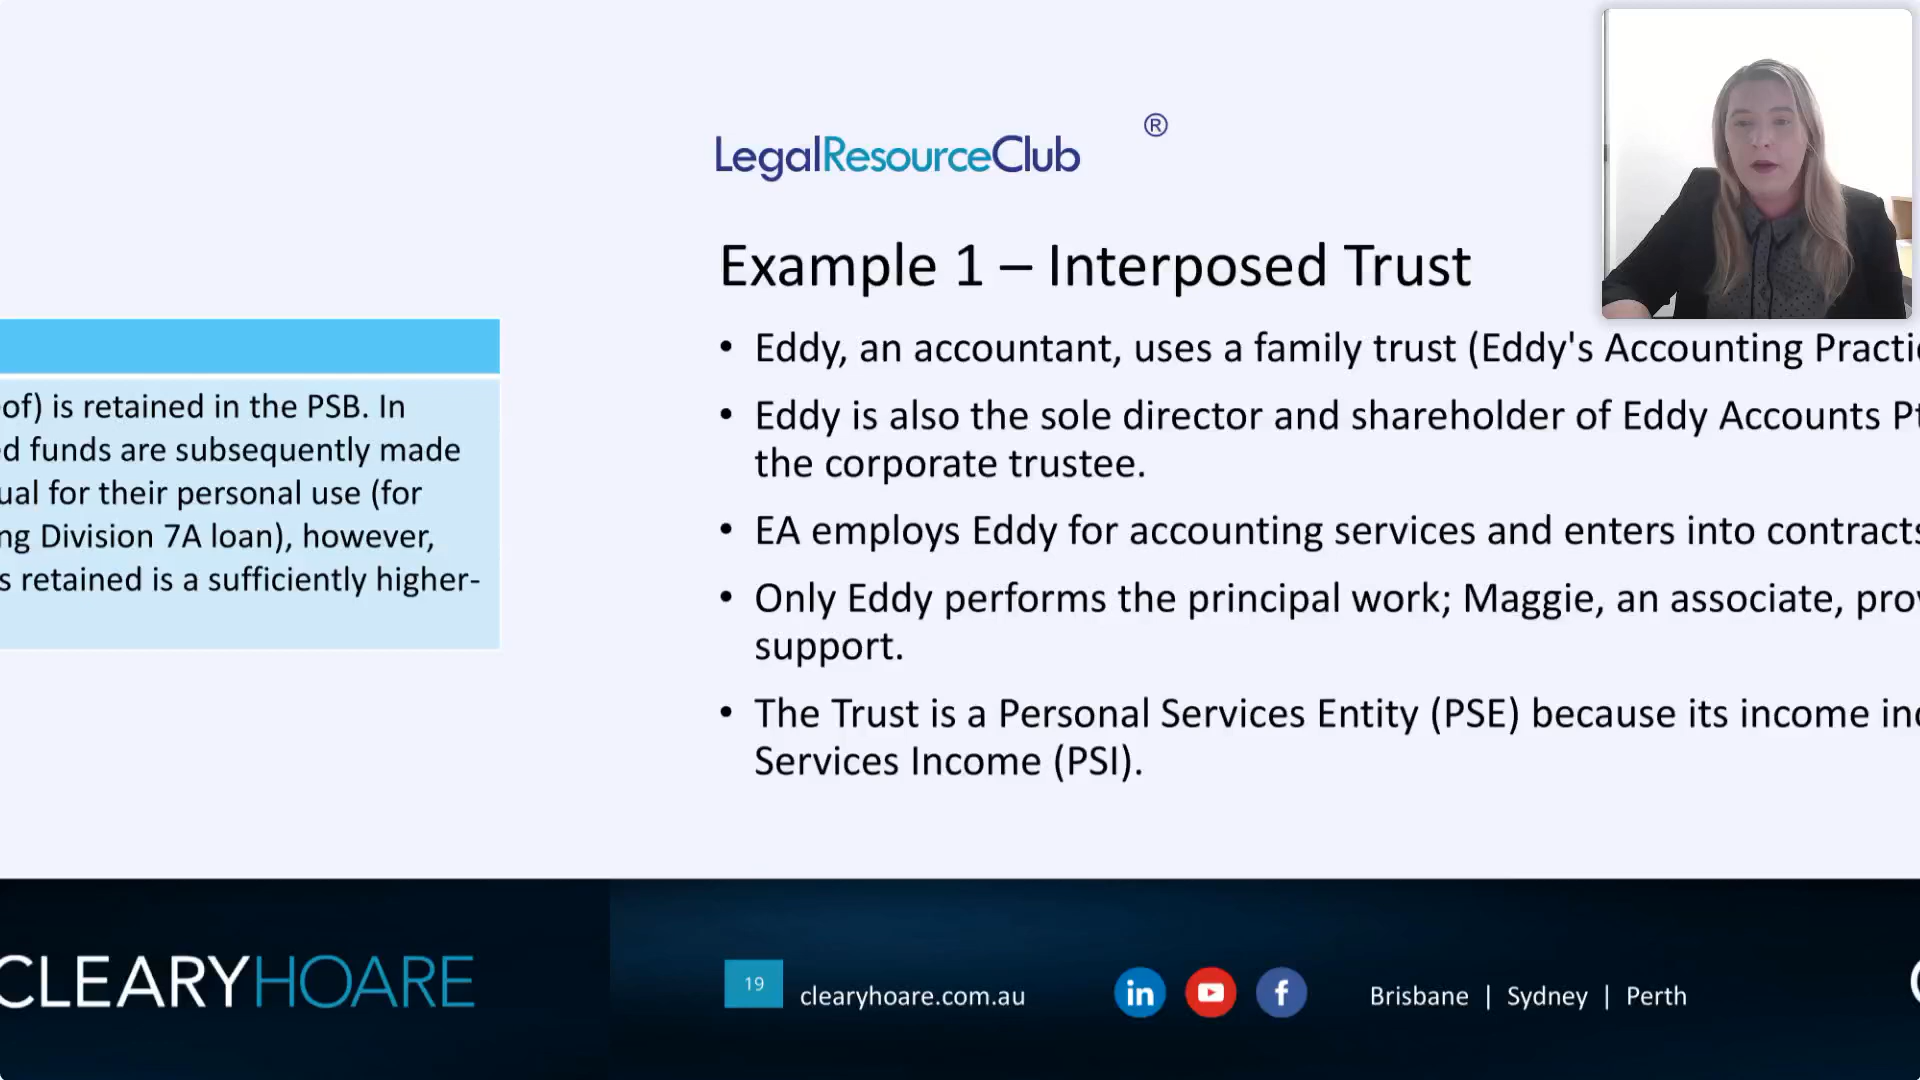 of) is retained in the PSB. In
d funds are subsequently made
ual for their personal use (for
ng Division 7A loan), however,
s retained is a sufficiently higher-
CLEARYHOARE
LegalResourceClub ®
Example 1 – Interposed Trust
• Eddy, an accountant, uses a family trust (Eddy's Accounting Practi
• Eddy is also the sole director and shareholder of Eddy Accounts Pt
the corporate trustee.
• EA employs Eddy for accounting services and enters into contracts
• Only Eddy performs the principal work; Maggie, an associate, prov
support.
• The Trust is a Personal Services Entity (PSE) because its income inc
Services Income (PSI).
19
clearyhoare.com.au
in
f
Brisbane | Sydney | Perth